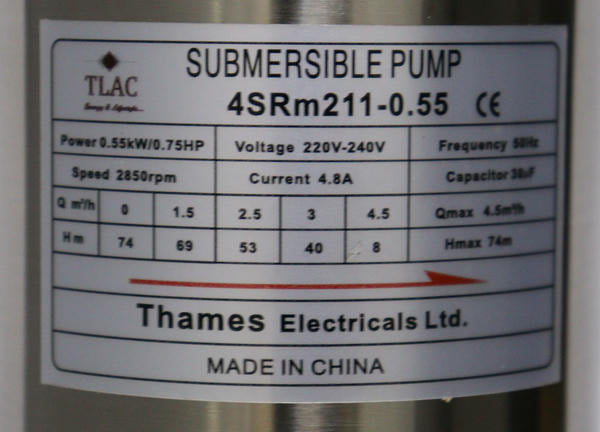 TLAC
SUBMERSIBLE PUMP
4SRm211-0.55 CE
Power 0.55kW/0.75HP Voltage 220V-240V Frequency 50Hz
Speed 2850rpm Current 4.8A Capacitor
Q m³/h 0 1.5 2.5 3 4.5 Qmax 4.5m³/h
H m 74 69 53 40 8 Hmax 74m
Thames Electricals Ltd.
MADE IN CHINA